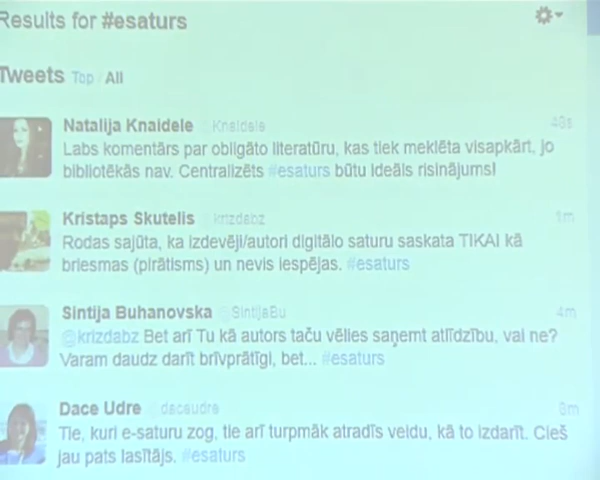 Results for #esaturs
Tweets Top / All
Natalija Knaidele @Knaidele 48s
Labs komentārs par obligāto literatūru, kas tiek meklēta visapkārt, jo
bibliotēkās nav. Centralizēts #esaturs būtu ideāls risinājums!
Kristaps Skutelis @krizdabz 1m
Rodas sajūta, ka izdevēji/autori digitālo saturu saskata TIKAI kā
briesmas (pirātisms) un nevis iespējas. #esaturs
Sintija Buhanovska @SintijaBu 4m
@krizdabz Bet arī Tu kā autors taču vēlies saņemt atlīdzību, vai ne?
Varam daudz darīt brīvprātīgi, bet... #esaturs
Dace Udre @daceudre 8m
Tie, kuri e-saturu zog, tie arī turpmāk atradīs veidu, kā to izdarīt. Cieš
jau pats lasītājs. #esaturs